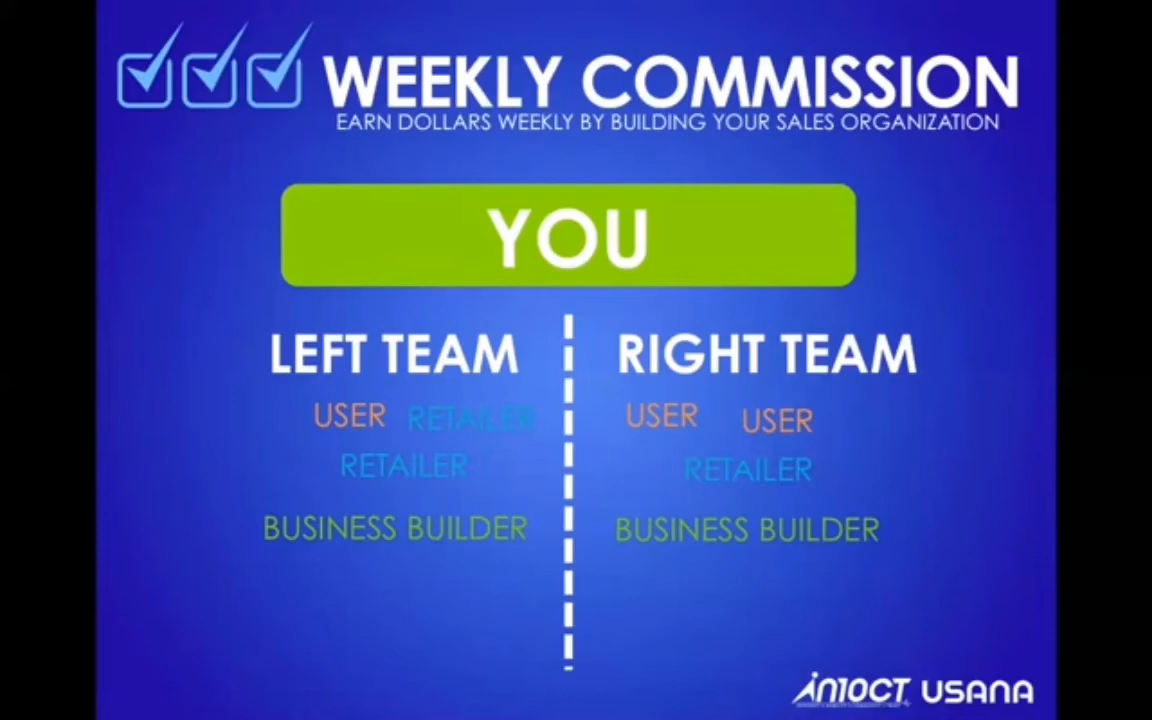 WEEKLY COMMISSION
EARN DOLLARS WEEKLY BY BUILDING YOUR SALES ORGANIZATION
YOU
LEFT TEAM
USER RETAILER
RETAILER
BUSINESS BUILDER
RIGHT TEAM
USER USER
RETAILER
BUSINESS BUILDER
iN10CT USANA